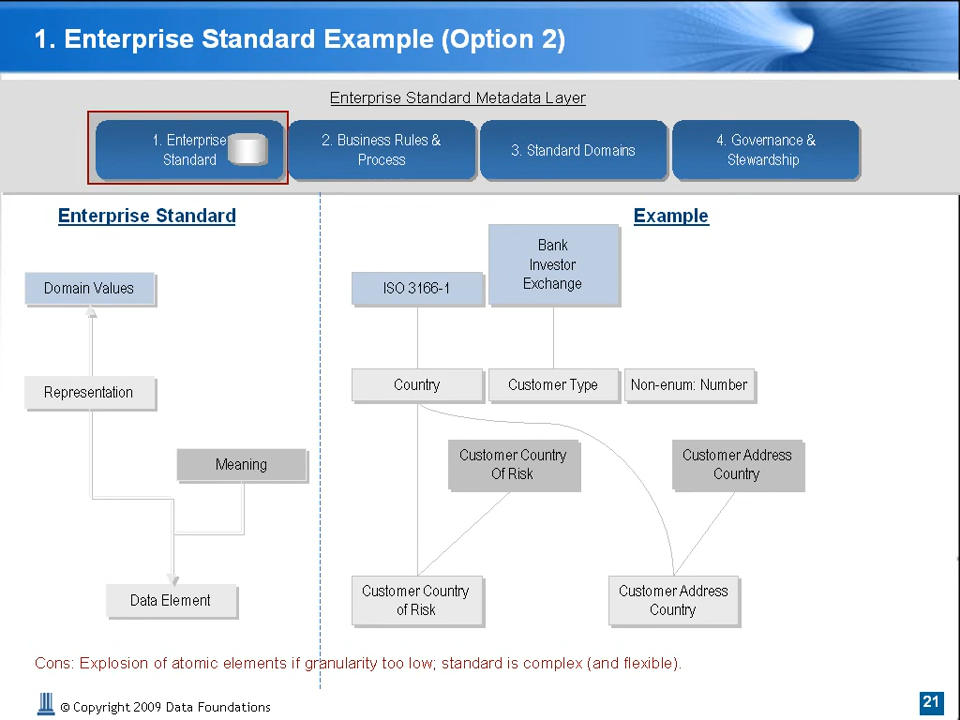 1. Enterprise Standard Example (Option 2)
Enterprise Standard Metadata Layer
1. Enterprise
Standard
2. Business Rules &
Process
3. Standard Domains
4. Governance &
Stewardship
Enterprise Standard
Example
Domain Values
Representation
Meaning
Data Element
ISO 3166-1
Bank
Investor
Exchange
Country
Customer Type
Non-enum: Number
Customer Country
Of Risk
Customer Address
Country
Customer Country
of Risk
Customer Address
Country
Cons: Explosion of atomic elements if granularity too low; standard is complex (and flexible).
© Copyright 2009 Data Foundations
21